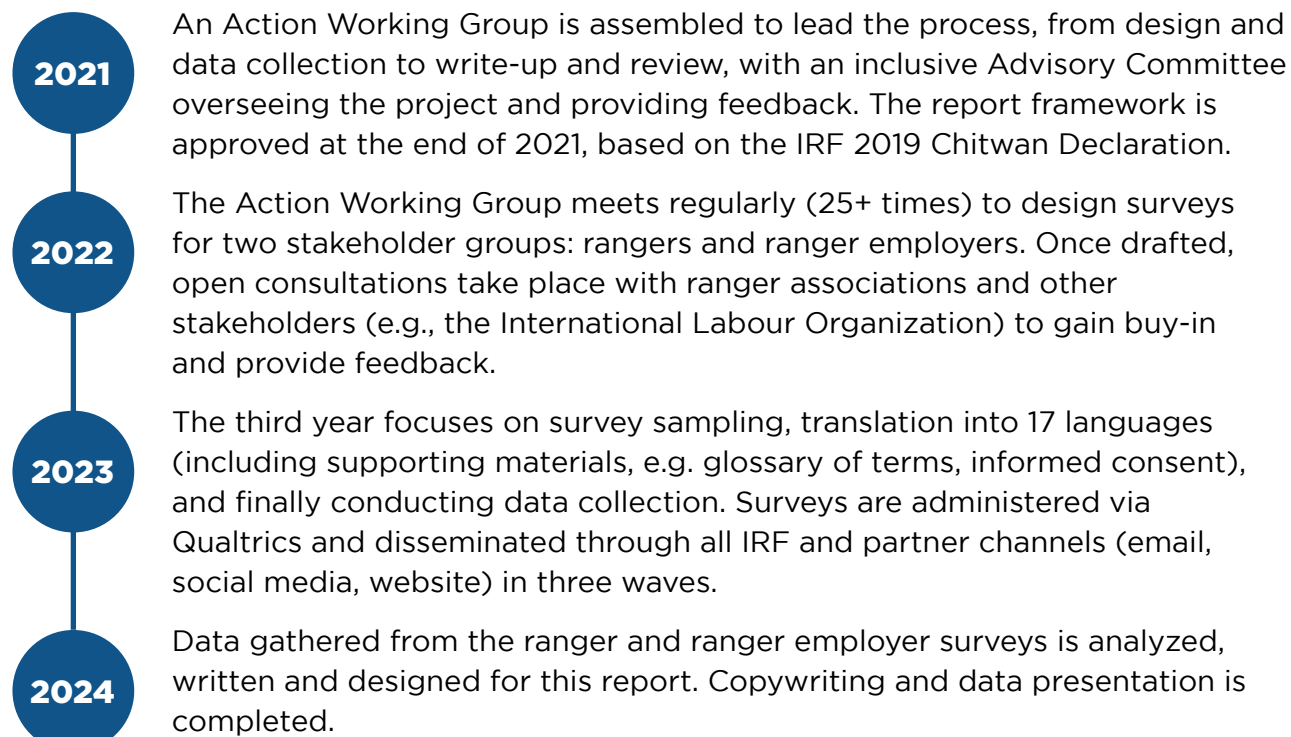 2021
An Action Working Group is assembled to lead the process, from design and
data collection to write-up and review, with an inclusive Advisory Committee
overseeing the project and providing feedback. The report framework is
approved at the end of 2021, based on the IRF 2019 Chitwan Declaration.
2022
The Action Working Group meets regularly (25+ times) to design surveys
for two stakeholder groups: rangers and ranger employers. Once drafted,
open consultations take place with ranger associations and other
stakeholders (e.g., the International Labour Organization) to gain buy-in
and provide feedback.
2023
The third year focuses on survey sampling, translation into 17 languages
(including supporting materials, e.g. glossary of terms, informed consent),
and finally conducting data collection. Surveys are administered via
Qualtrics and disseminated through all IRF and partner channels (email,
social media, website) in three waves.
2024
Data gathered from the ranger and ranger employer surveys is analyzed,
written and designed for this report. Copywriting and data presentation is
completed.